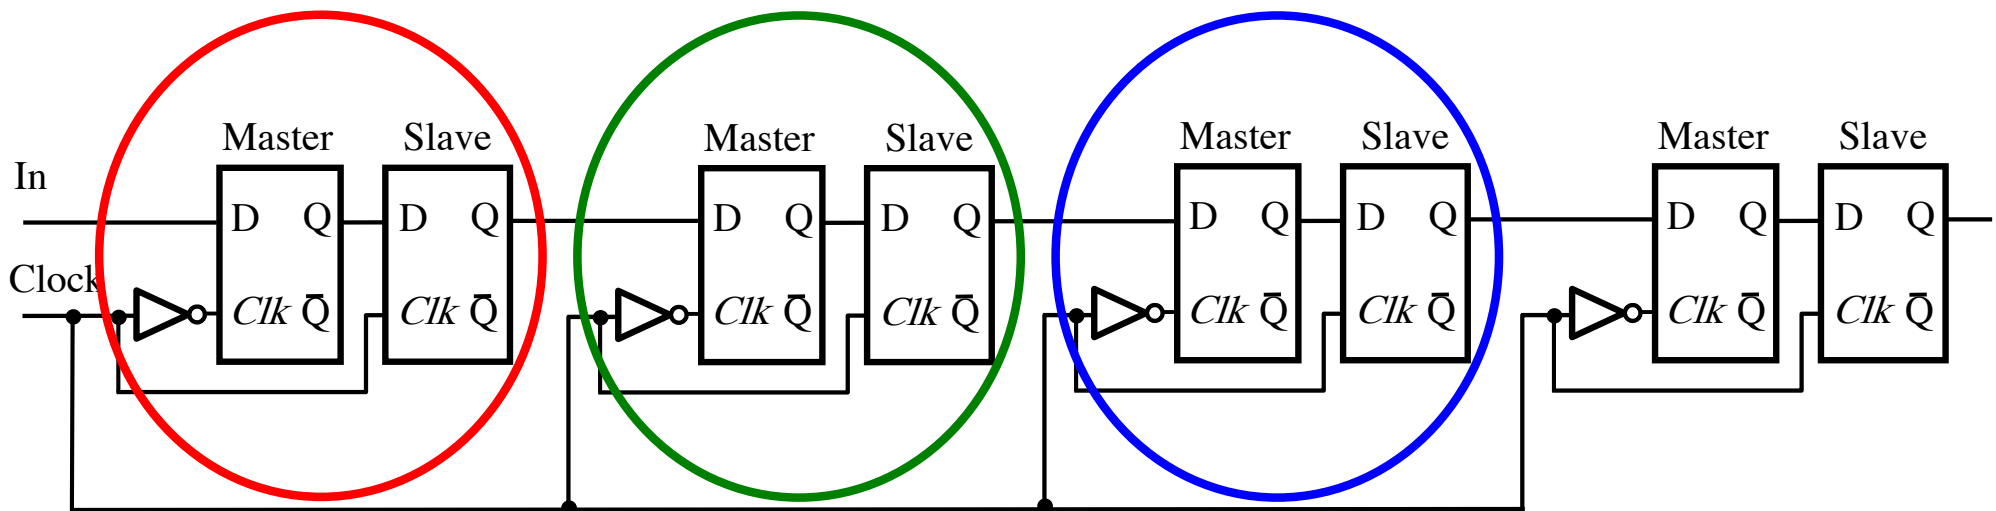 Master Slave Master Slave Master Slave Master Slave
In
D Q D Q D Q D Q D Q D Q D Q D Q
Clock
Clk Q̄ Clk Q̄ Clk Q̄ Clk Q̄ Clk Q̄ Clk Q̄ Clk Q̄ Clk Q̄